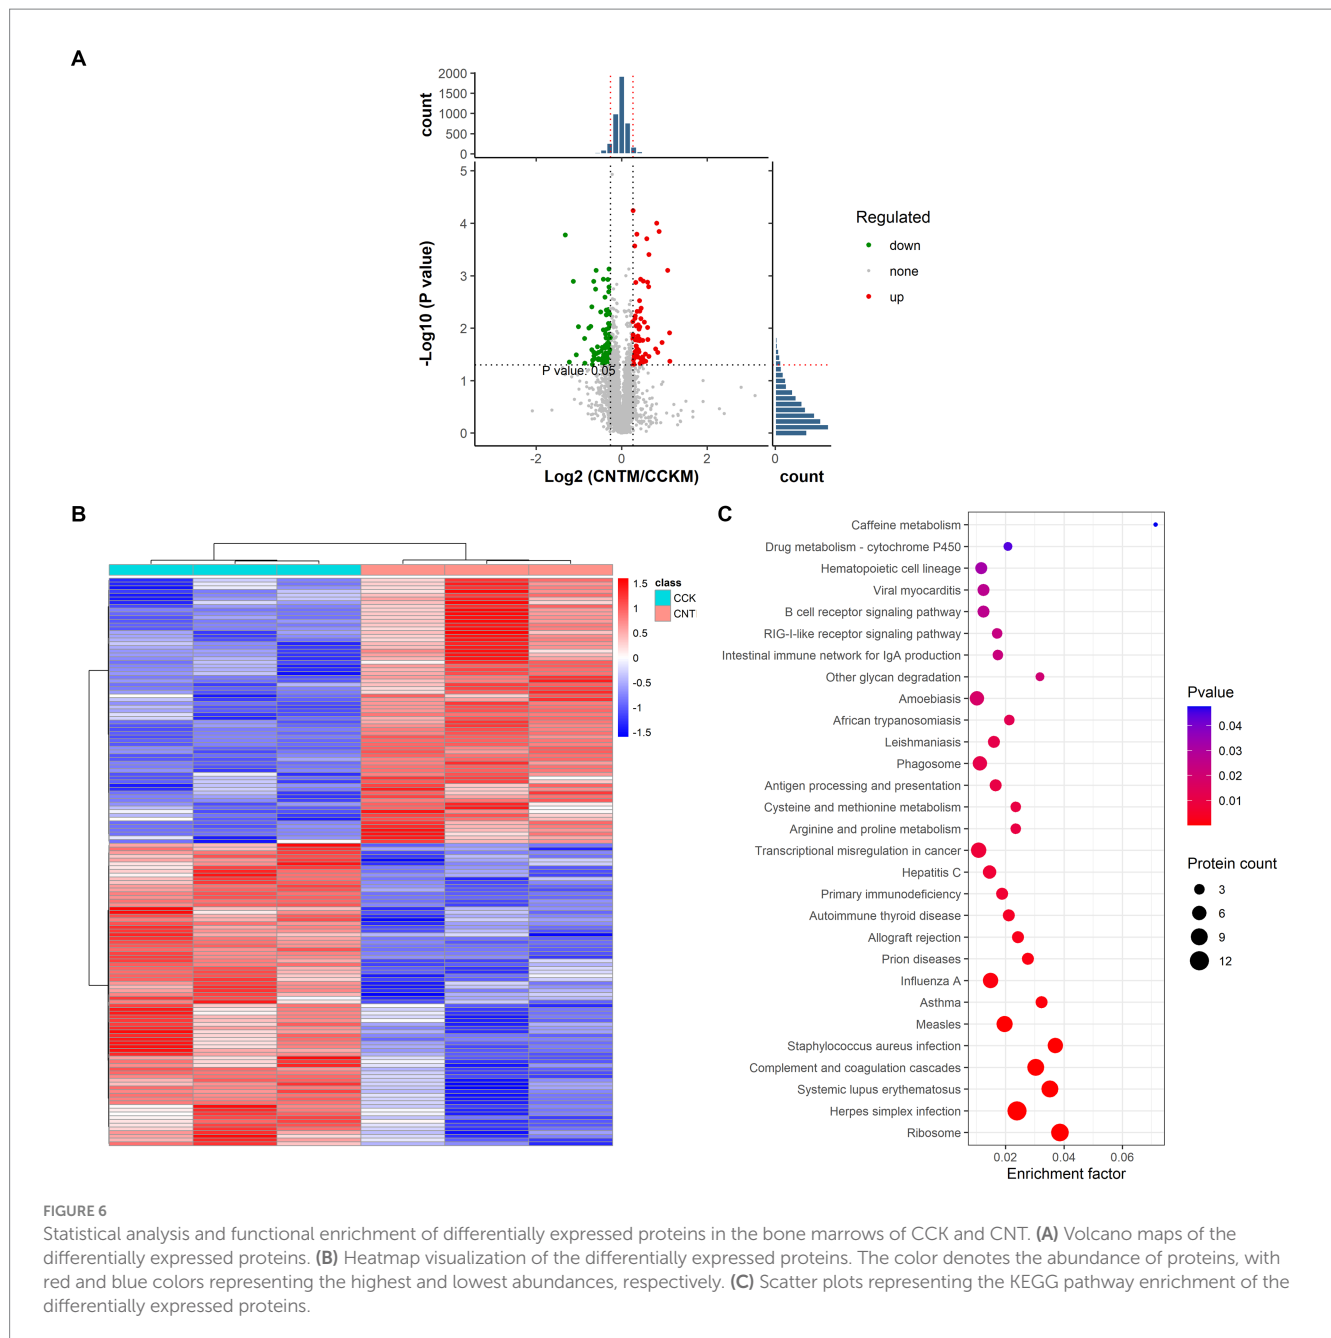 A
2000
1500
1000
500
0
count
5
4
3
2
1
0
-Log10 (P value)
P value: 0.05
-2
0
2
0
Log2 (CNTM/CCKM)
count
Regulated
down
none
up
B
1.5
1
0.5
0
-0.5
-1
-1.5
class
CCK
CNT
C
Caffeine metabolism
Drug metabolism - cytochrome P450
Hematopoietic cell lineage
Viral myocarditis
B cell receptor signaling pathway
RIG-I-like receptor signaling pathway
Intestinal immune network for IgA production
Other glycan degradation
Amoebiasis
African trypanosomiasis
Leishmaniasis
Phagosome
Antigen processing and presentation
Cysteine and methionine metabolism
Arginine and proline metabolism
Transcriptional misregulation in cancer
Hepatitis C
Primary immunodeficiency
Autoimmune thyroid disease
Allograft rejection
Prion diseases
Influenza A
Asthma
Measles
Staphylococcus aureus infection
Complement and coagulation cascades
Systemic lupus erythematosus
Herpes simplex infection
Ribosome
0.02
0.04
0.06
Enrichment factor
Pvalue
0.04
0.03
0.02
0.01
Protein count
3
6
9
12
FIGURE 6
Statistical analysis and functional enrichment of differentially expressed proteins in the bone marrows of CCK and CNT. (A) Volcano maps of the
differentially expressed proteins. (B) Heatmap visualization of the differentially expressed proteins. The color denotes the abundance of proteins, with
red and blue colors representing the highest and lowest abundances, respectively. (C) Scatter plots representing the KEGG pathway enrichment of the
differentially expressed proteins.